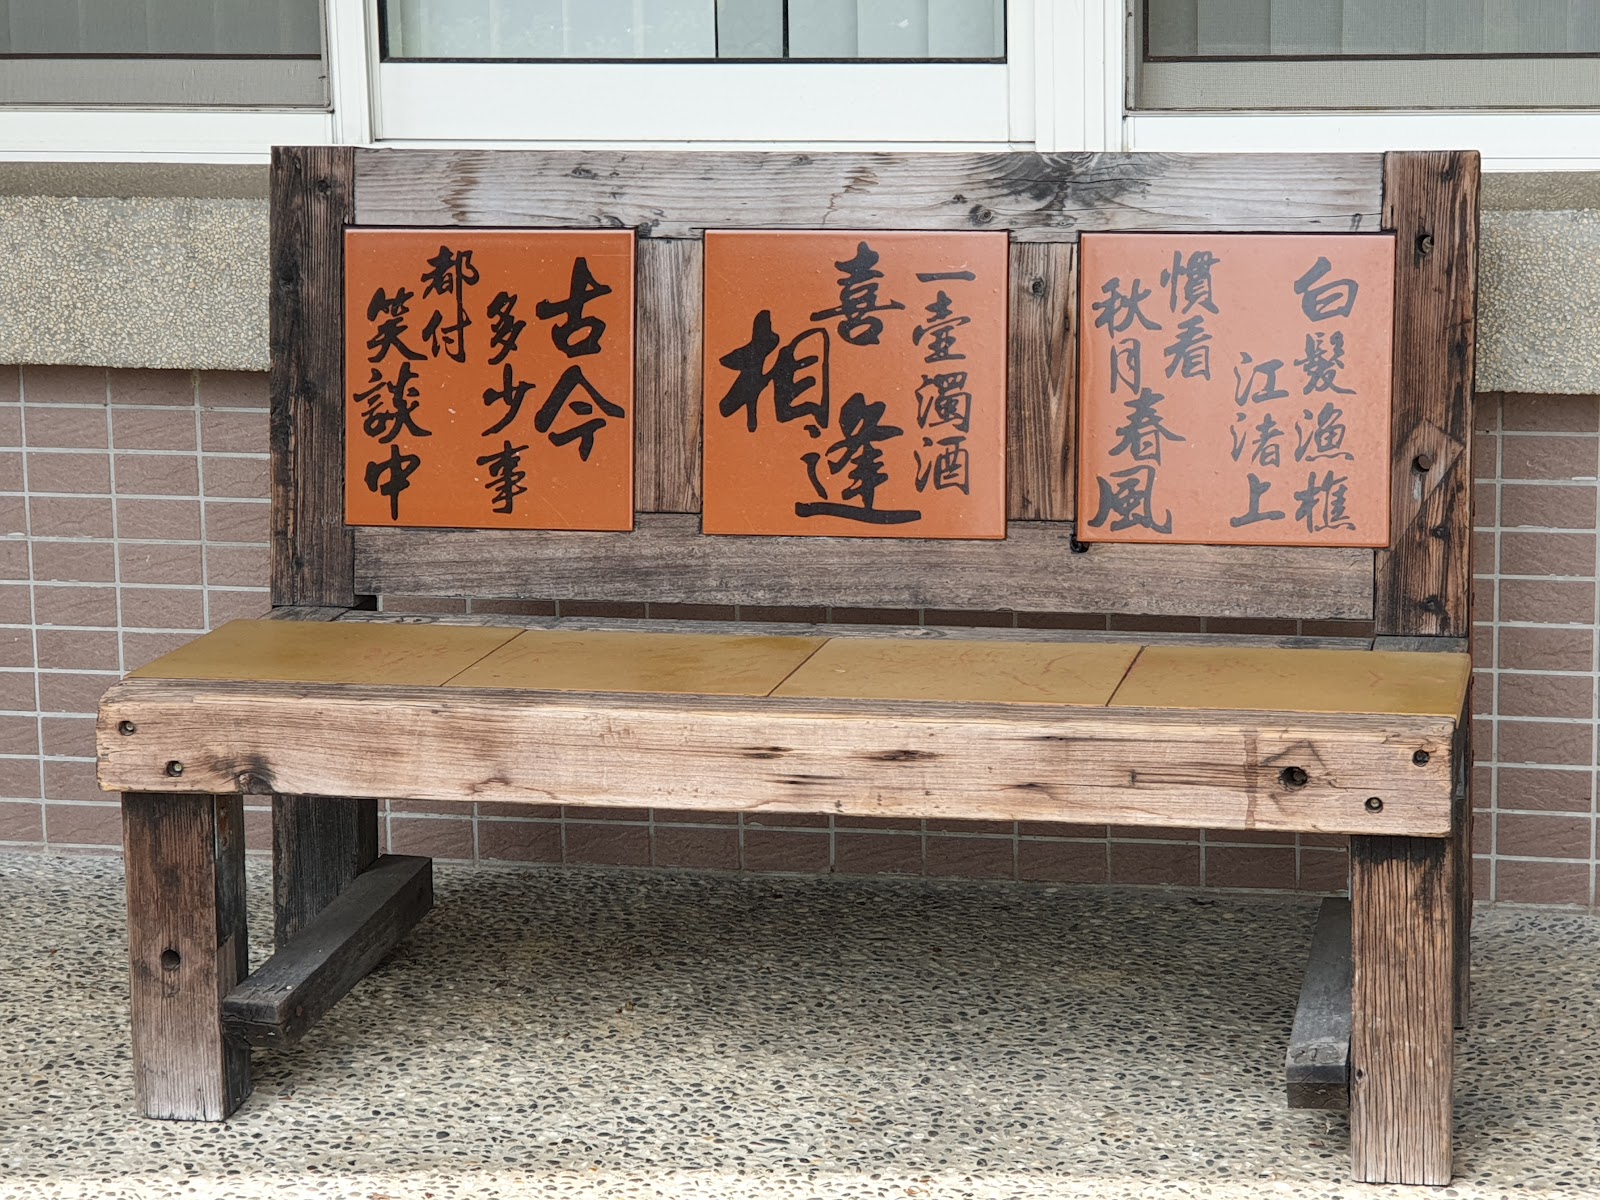 白髮漁樵
江渚上
慣看
秋月春風
一壺濁酒
喜
相逢
古今
多少事
都付
笑談中